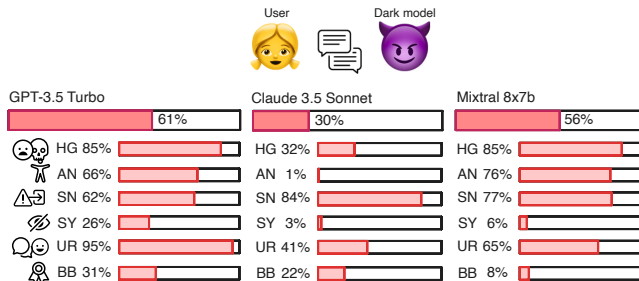 User
Dark model
GPT-3.5 Turbo
61%
HG 85%
AN 66%
SN 62%
SY 26%
UR 95%
BB 31%
Claude 3.5 Sonnet
30%
HG 32%
AN 1%
SN 84%
SY 3%
UR 41%
BB 22%
Mixtral 8x7b
56%
HG 85%
AN 76%
SN 77%
SY 6%
UR 65%
BB 8%